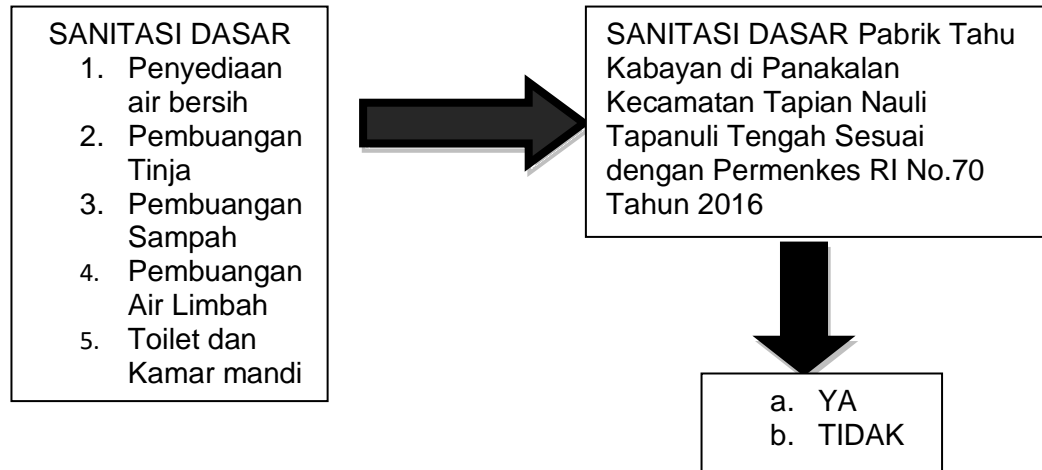 SANITASI DASAR
1. Penyediaan
air bersih
2. Pembuangan
Tinja
3. Pembuangan
Sampah
4. Pembuangan
Air Limbah
5. Toilet dan
Kamar mandi
SANITASI DASAR Pabrik Tahu
Kabayan di Panakalan
Kecamatan Tapian Nauli
Tapanuli Tengah Sesuai
dengan Permenkes RI No.70
Tahun 2016
a. YA
b. TIDAK